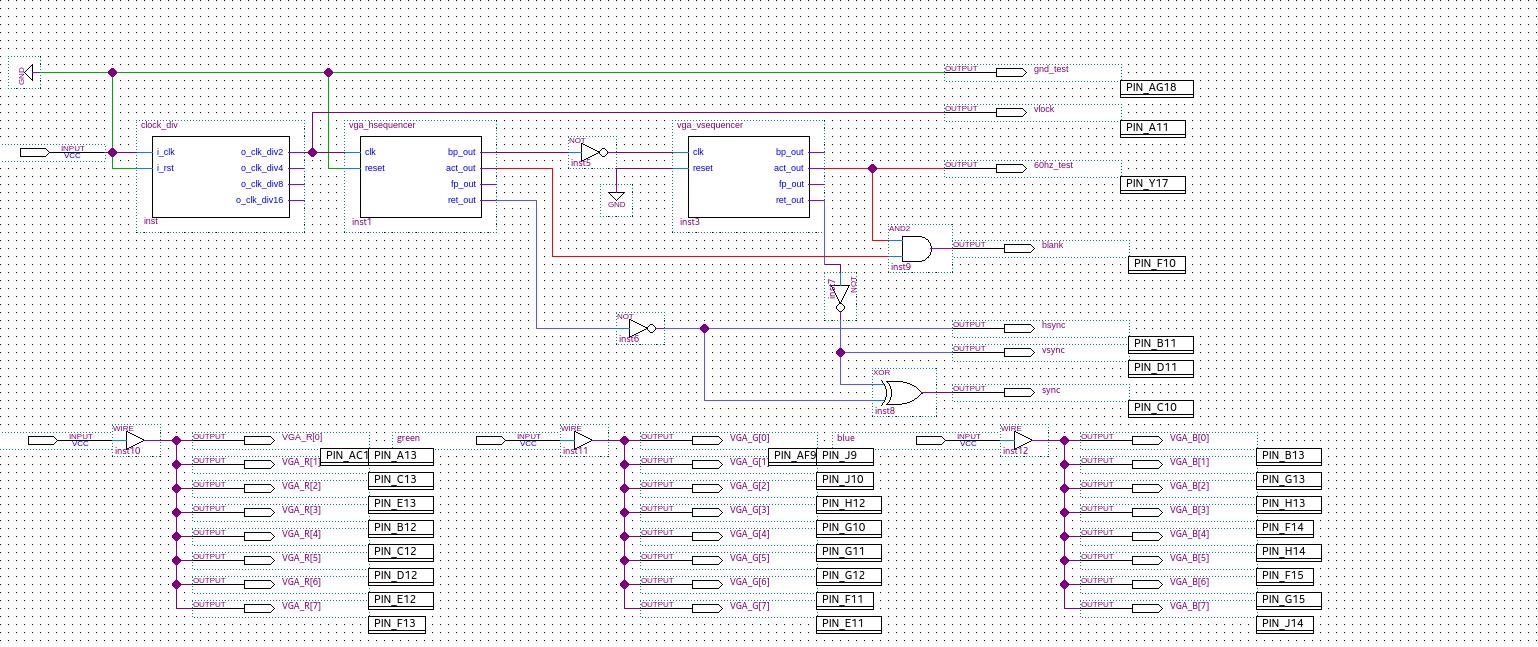 GND
OUTPUT gnd_test
PIN_AG18
OUTPUT vlock
PIN_A11
clock_div
INPUT
VCC
i_clk o_clk_div2
i_rst o_clk_div4
o_clk_div8
o_clk_div16
inst
vga_hsequencer
clk bp_out
reset act_out
fp_out
ret_out
inst1
NOT
inst5
GND
vga_vsequencer
clk bp_out
reset act_out
fp_out
ret_out
inst3
OUTPUT 60hz_test
PIN_Y17
AND2
inst9
OUTPUT blank
PIN_F10
NOT
inst7
NOT
inst6
OUTPUT hsync
PIN_B11
OUTPUT vsync
PIN_D11
XOR
inst8
OUTPUT sync
PIN_C10
INPUT
VCC
WIRE
inst10
OUTPUT VGA_R[0]
PIN_A13
OUTPUT VGA_R[1]
PIN_C13
OUTPUT VGA_R[2]
PIN_E13
OUTPUT VGA_R[3]
PIN_B12
OUTPUT VGA_R[4]
PIN_C12
OUTPUT VGA_R[5]
PIN_D12
OUTPUT VGA_R[6]
PIN_E12
OUTPUT VGA_R[7]
PIN_F13
green
PIN_AC1
INPUT
VCC
WIRE
inst11
OUTPUT VGA_G[0]
PIN_J9
OUTPUT VGA_G[1]
PIN_J10
OUTPUT VGA_G[2]
PIN_H12
OUTPUT VGA_G[3]
PIN_G10
OUTPUT VGA_G[4]
PIN_G11
OUTPUT VGA_G[5]
PIN_G12
OUTPUT VGA_G[6]
PIN_F11
OUTPUT VGA_G[7]
PIN_E11
blue
PIN_AF9
INPUT
VCC
WIRE
inst12
OUTPUT VGA_B[0]
PIN_B13
OUTPUT VGA_B[1]
PIN_G13
OUTPUT VGA_B[2]
PIN_H13
OUTPUT VGA_B[3]
PIN_F14
OUTPUT VGA_B[4]
PIN_H14
OUTPUT VGA_B[5]
PIN_F15
OUTPUT VGA_B[6]
PIN_G15
OUTPUT VGA_B[7]
PIN_J14